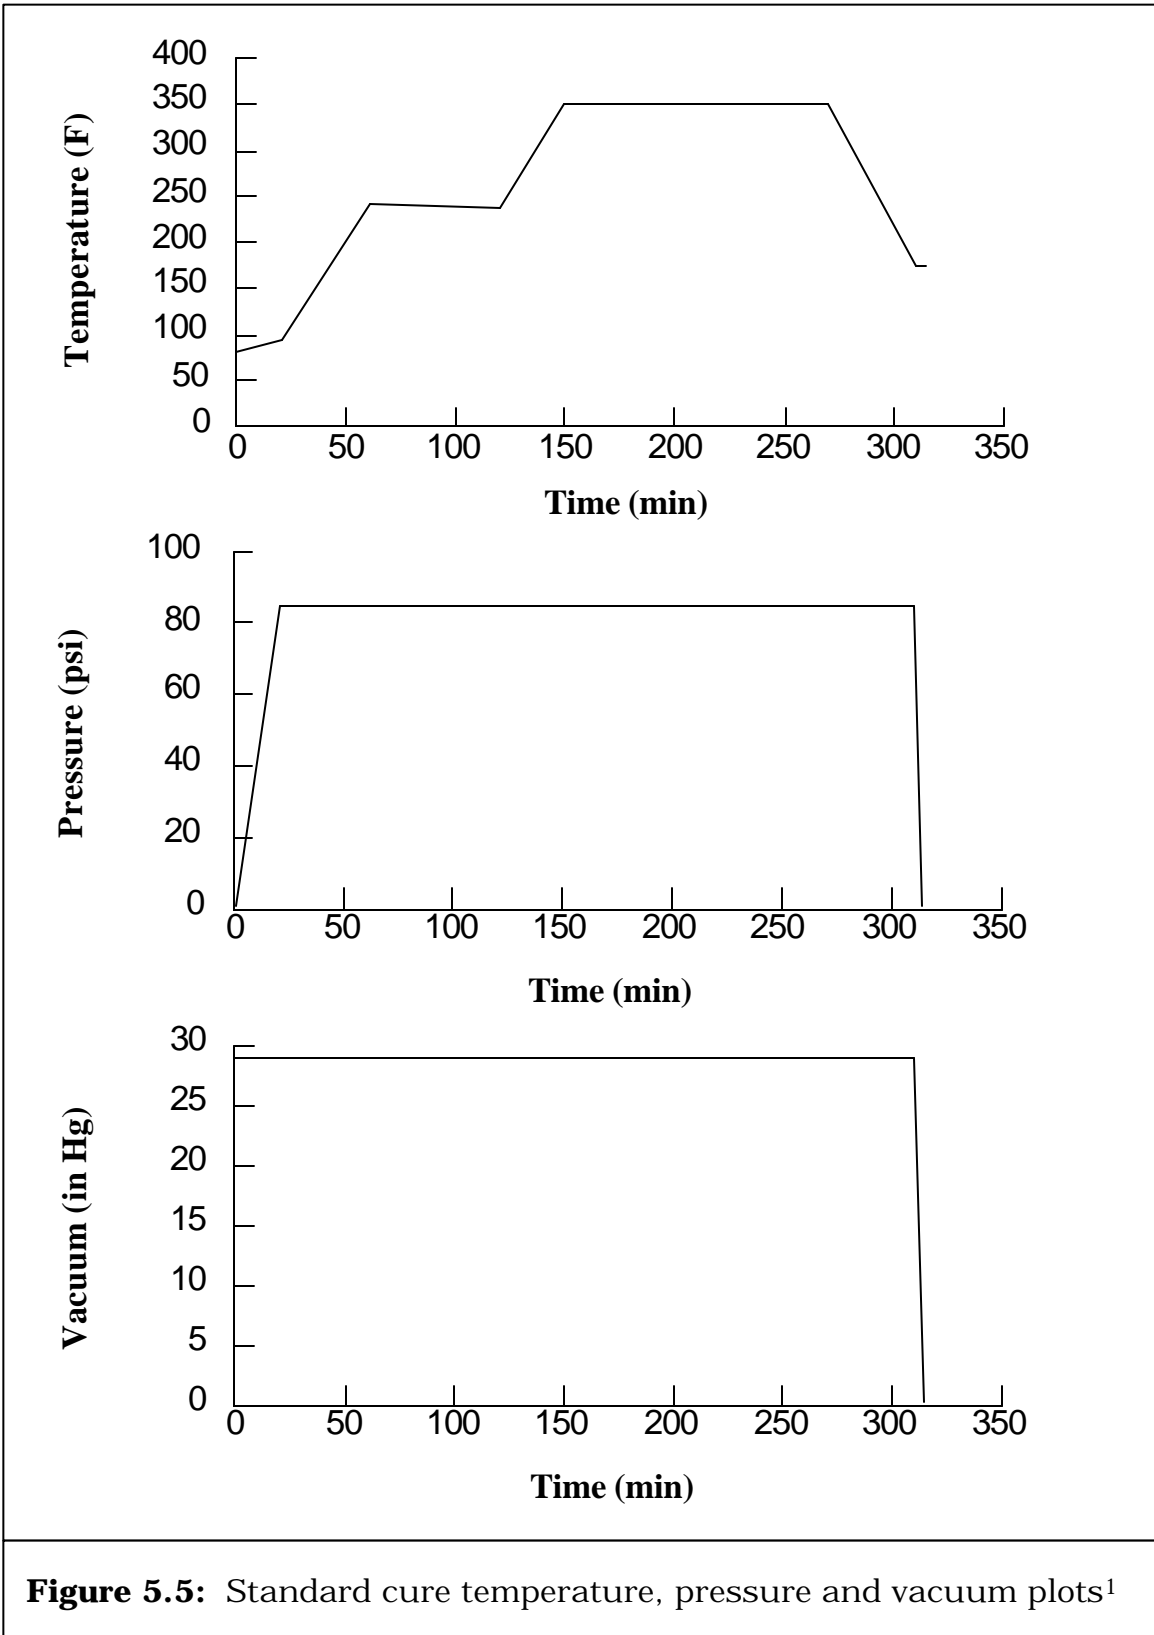 400
350
300
250
200
150
100
50
0
Temperature (F)
0 50 100 150 200 250 300 350
Time (min)
100
80
60
40
20
0
Pressure (psi)
0 50 100 150 200 250 300 350
Time (min)
30
25
20
15
10
5
0
Vacuum (in Hg)
0 50 100 150 200 250 300 350
Time (min)
Figure 5.5: Standard cure temperature, pressure and vacuum plots¹